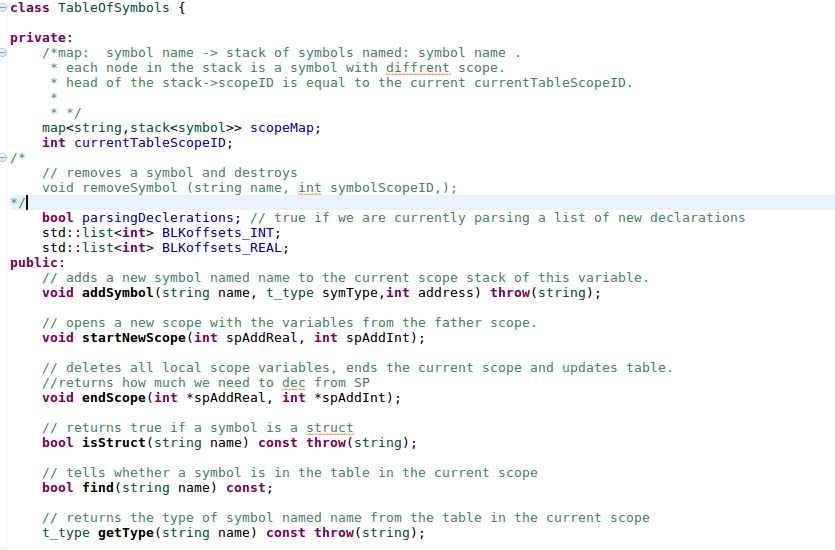 class TableOfSymbols {
private:
/*map:  symbol name -> stack of symbols named: symbol name .
* each node in the stack is a symbol with diffrent scope.
* head of the stack->scopeID is equal to the current currentTableScopeID.
*
* */
map<string,stack<symbol>> scopeMap;
int currentTableScopeID;
/*
// removes a symbol and destroys
void removeSymbol (string name, int symbolScopeID,);
*/
bool parsingDeclerations; // true if we are currently parsing a list of new declarations
std::list<int> BLKoffsets_INT;
std::list<int> BLKoffsets_REAL;
public:
// adds a new symbol named name to the current scope stack of this variable.
void addSymbol(string name, t_type symType,int address) throw(string);
// opens a new scope with the variables from the father scope.
void startNewScope(int spAddReal, int spAddInt);
// deletes all local scope variables, ends the current scope and updates table.
//returns how much we need to dec from SP
void endScope(int *spAddReal, int *spAddInt);
// returns true if a symbol is a struct
bool isStruct(string name) const throw(string);
// tells whether a symbol is in the table in the current scope
bool find(string name) const;
// returns the type of symbol named name from the table in the current scope
t_type getType(string name) const throw(string);